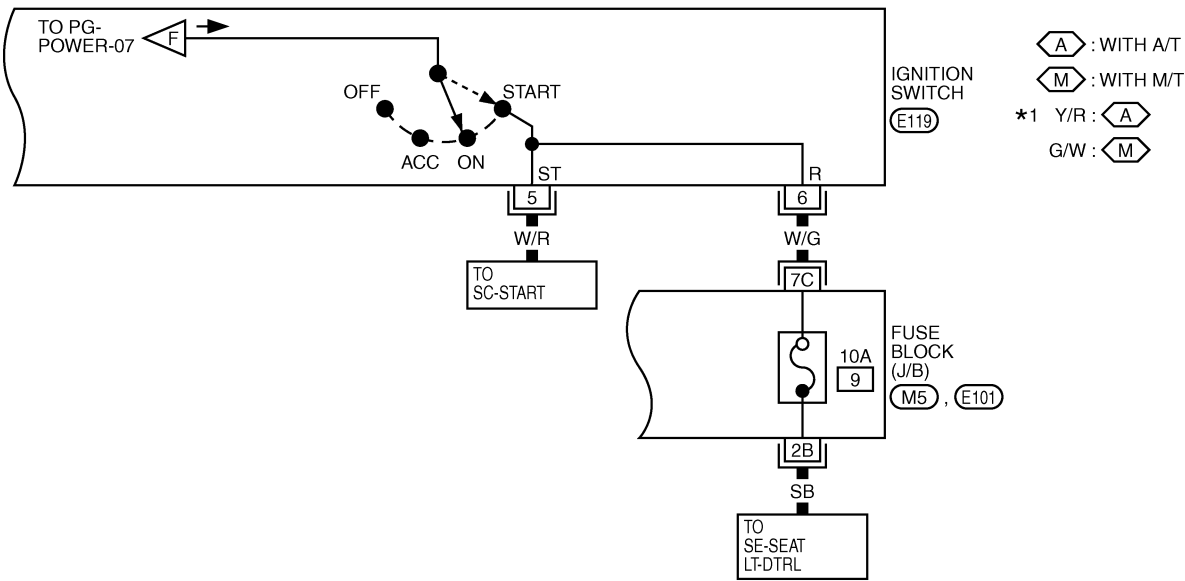 TO PG-
POWER-07
F
OFF
START
ACC
ON
ST
R
IGNITION
SWITCH
E119
A : WITH A/T
M : WITH M/T
*1 Y/R : A
G/W : M
5
6
W/R
W/G
TO
SC-START
7C
10A
9
FUSE
BLOCK
(J/B)
M5 , E101
2B
SB
TO
SE-SEAT
LT-DTRL